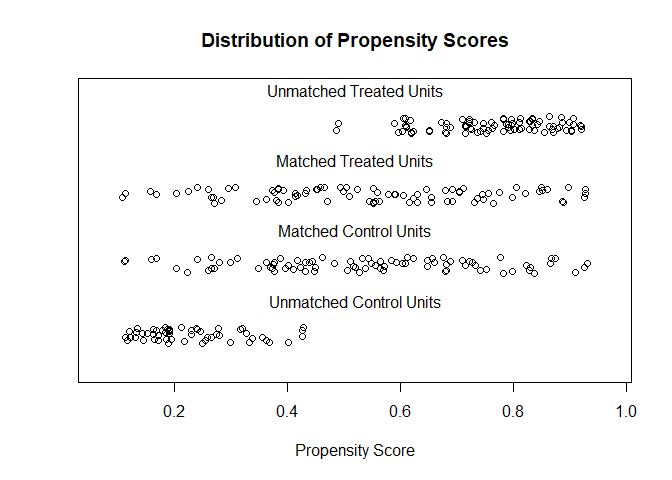 Distribution of Propensity Scores
Unmatched Treated Units
Matched Treated Units
Matched Control Units
Unmatched Control Units
0.2 0.4 0.6 0.8 1.0
Propensity Score